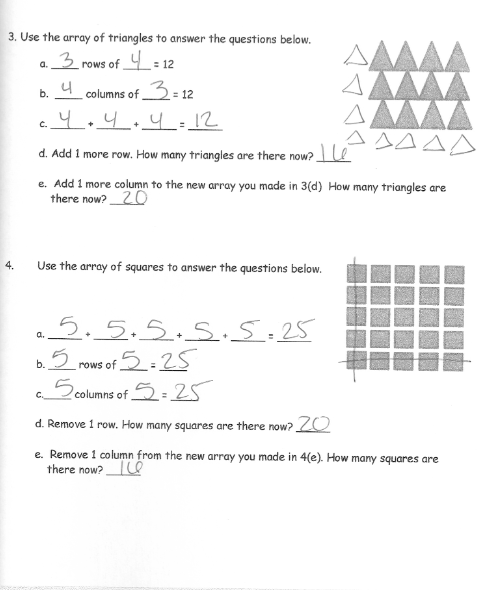 3. Use the array of triangles to answer the questions below.
a. 3 rows of 4 = 12
b. 4 columns of 3 = 12
c. 4 + 4 + 4 = 12
d. Add 1 more row. How many triangles are there now? 16
e. Add 1 more column to the new array you made in 3(d) How many triangles are
there now? 20
4. Use the array of squares to answer the questions below.
a. 5 + 5 + 5 + 5 + 5 = 25
b. 5 rows of 5 = 25
c. 5 columns of 5 = 25
d. Remove 1 row. How many squares are there now? 20
e. Remove 1 column from the new array you made in 4(e). How many squares are
there now? 16